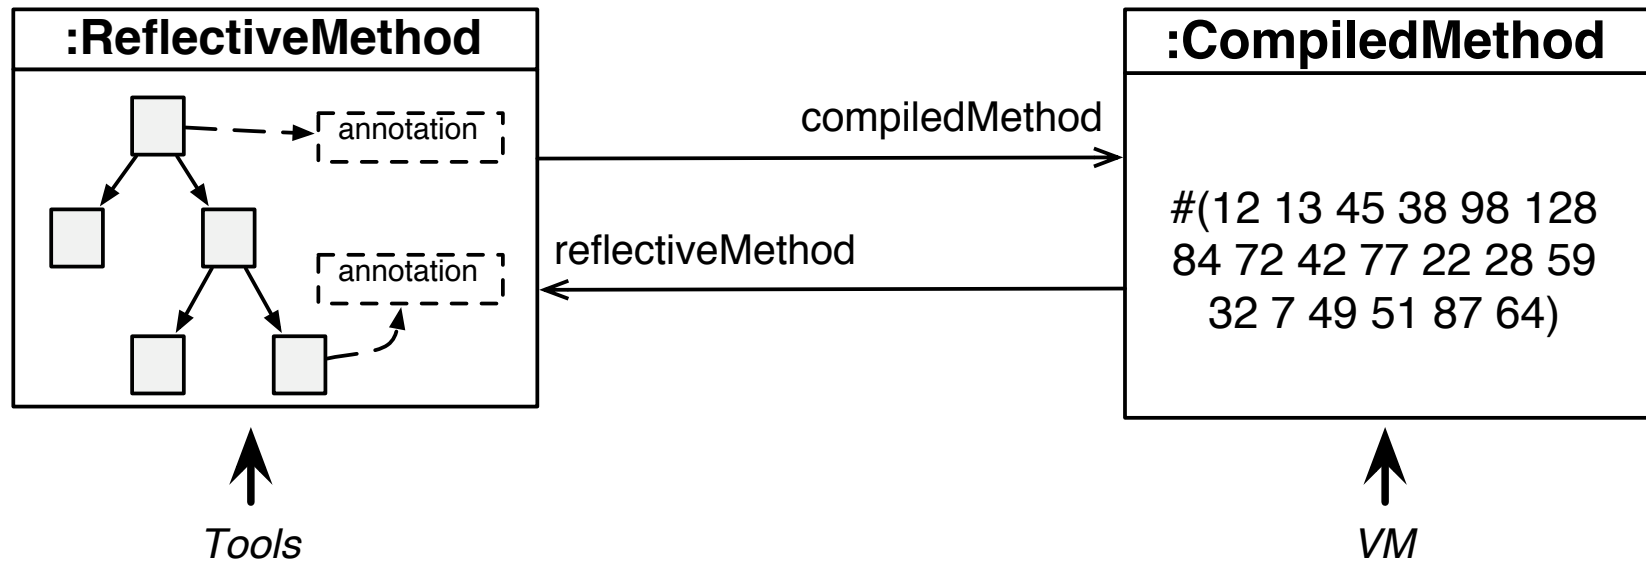 :ReflectiveMethod
annotation
annotation
Tools
compiledMethod
reflectiveMethod
:CompiledMethod
#(12 13 45 38 98 128
84 72 42 77 22 28 59
32 7 49 51 87 64)
VM